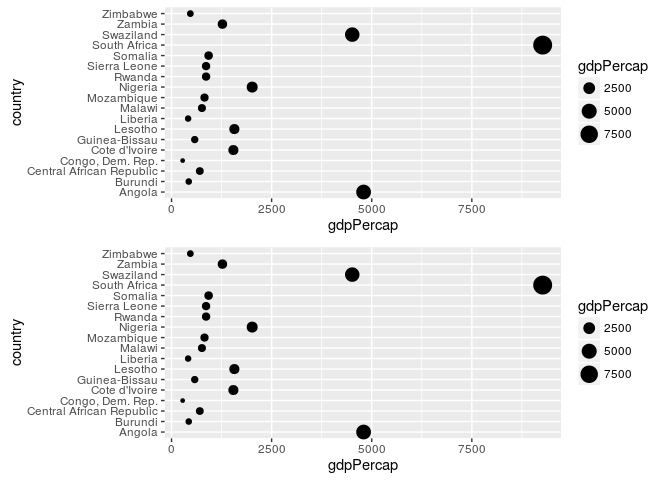 Zimbabwe
Zambia
Swaziland
South Africa
Somalia
Sierra Leone
Rwanda
Nigeria
Mozambique
Malawi
Liberia
Lesotho
Guinea-Bissau
Cote d'Ivoire
Congo, Dem. Rep.
Central African Republic
Burundi
Angola
country
0 2500 5000 7500
gdpPercap
gdpPercap
2500
5000
7500
Zimbabwe
Zambia
Swaziland
South Africa
Somalia
Sierra Leone
Rwanda
Nigeria
Mozambique
Malawi
Liberia
Lesotho
Guinea-Bissau
Cote d'Ivoire
Congo, Dem. Rep.
Central African Republic
Burundi
Angola
country
0 2500 5000 7500
gdpPercap
gdpPercap
2500
5000
7500